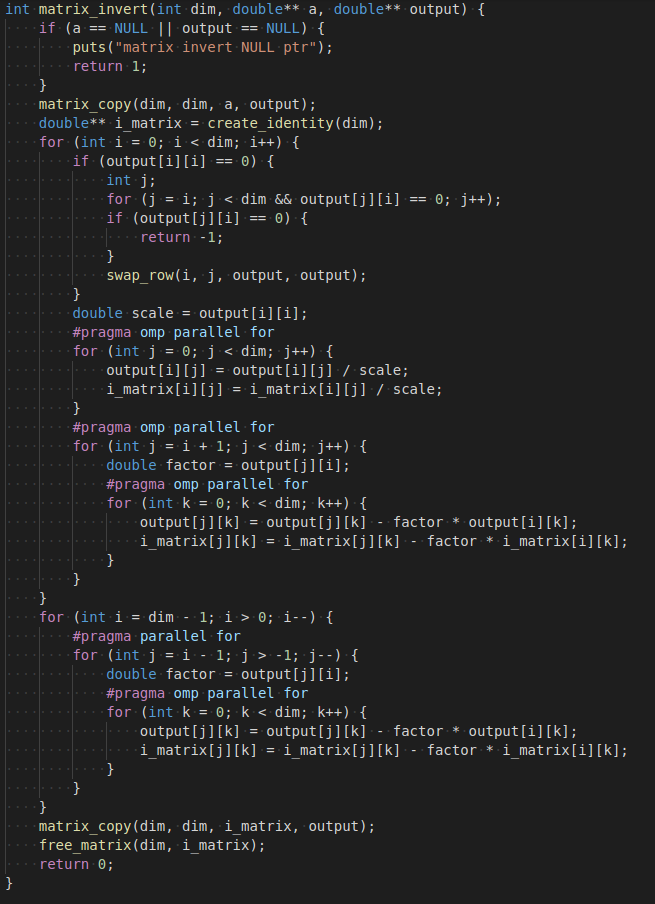 int matrix_invert(int dim, double** a, double** output) {
    if (a == NULL || output == NULL) {
        puts("matrix invert NULL ptr");
        return 1;
    }
    matrix_copy(dim, dim, a, output);
    double** i_matrix = create_identity(dim);
    for (int i = 0; i < dim; i++) {
        if (output[i][i] == 0) {
            int j;
            for (j = i; j < dim && output[j][i] == 0; j++);
            if (output[j][i] == 0) {
                return -1;
            }
            swap_row(i, j, output, output);
        }
        double scale = output[i][i];
        #pragma omp parallel for
        for (int j = 0; j < dim; j++) {
            output[i][j] = output[i][j] / scale;
            i_matrix[i][j] = i_matrix[i][j] / scale;
        }
        #pragma omp parallel for
        for (int j = i + 1; j < dim; j++) {
            double factor = output[j][i];
            #pragma omp parallel for
            for (int k = 0; k < dim; k++) {
                output[j][k] = output[j][k] - factor * output[i][k];
                i_matrix[j][k] = i_matrix[j][k] - factor * i_matrix[i][k];
            }
        }
    }
    for (int i = dim - 1; i > 0; i--) {
        #pragma parallel for
        for (int j = i - 1; j > -1; j--) {
            double factor = output[j][i];
            #pragma omp parallel for
            for (int k = 0; k < dim; k++) {
                output[j][k] = output[j][k] - factor * output[i][k];
                i_matrix[j][k] = i_matrix[j][k] - factor * i_matrix[i][k];
            }
        }
    }
    matrix_copy(dim, dim, i_matrix, output);
    free_matrix(dim, i_matrix);
    return 0;
}